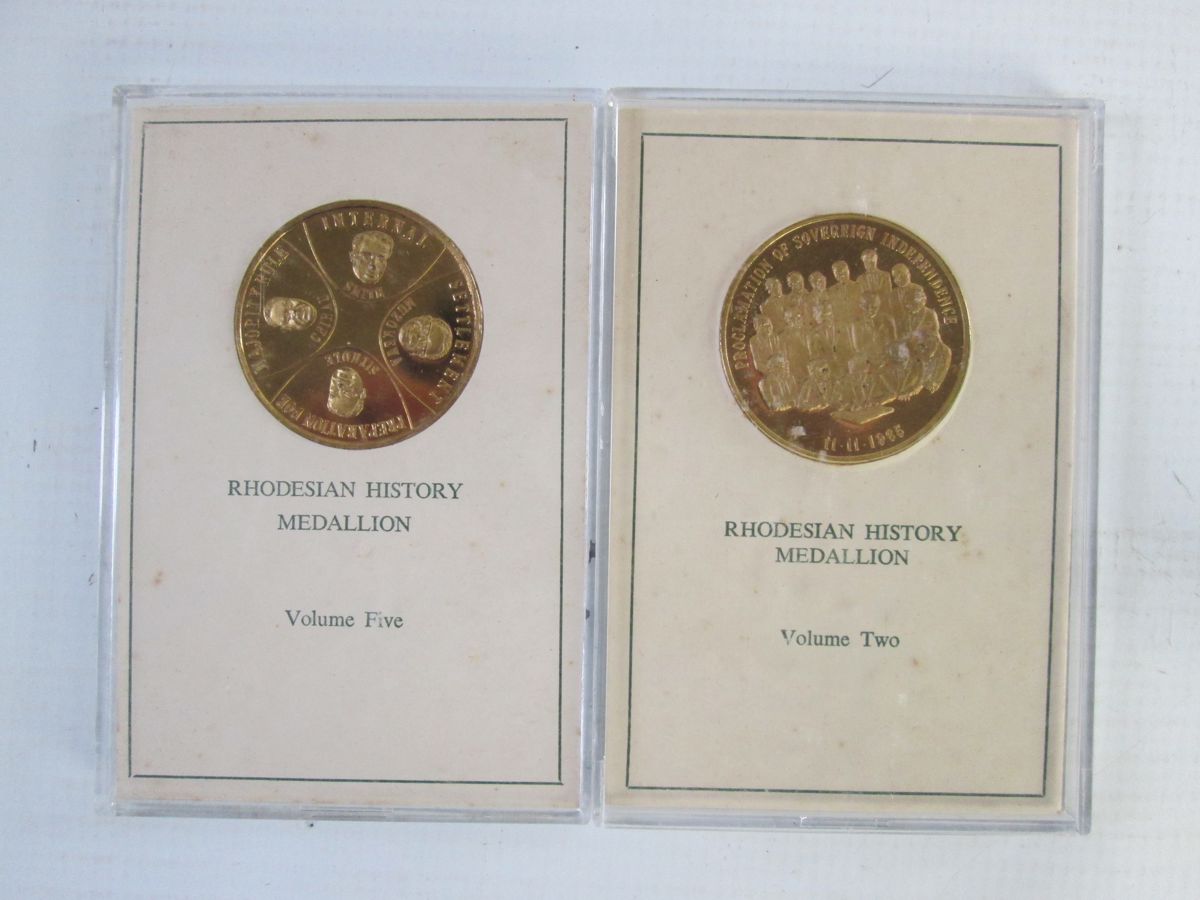 INTERNAL
SETTLEMENT
PREPARATION FOR
MAJORITY RULE
SMITH
MUZOREWA
SITHOLE
CHIRAU
RHODESIAN HISTORY
MEDALLION
Volume Five
PROCLAMATION OF SOVEREIGN INDEPENDENCE
11-11-1965
RHODESIAN HISTORY
MEDALLION
Volume Two